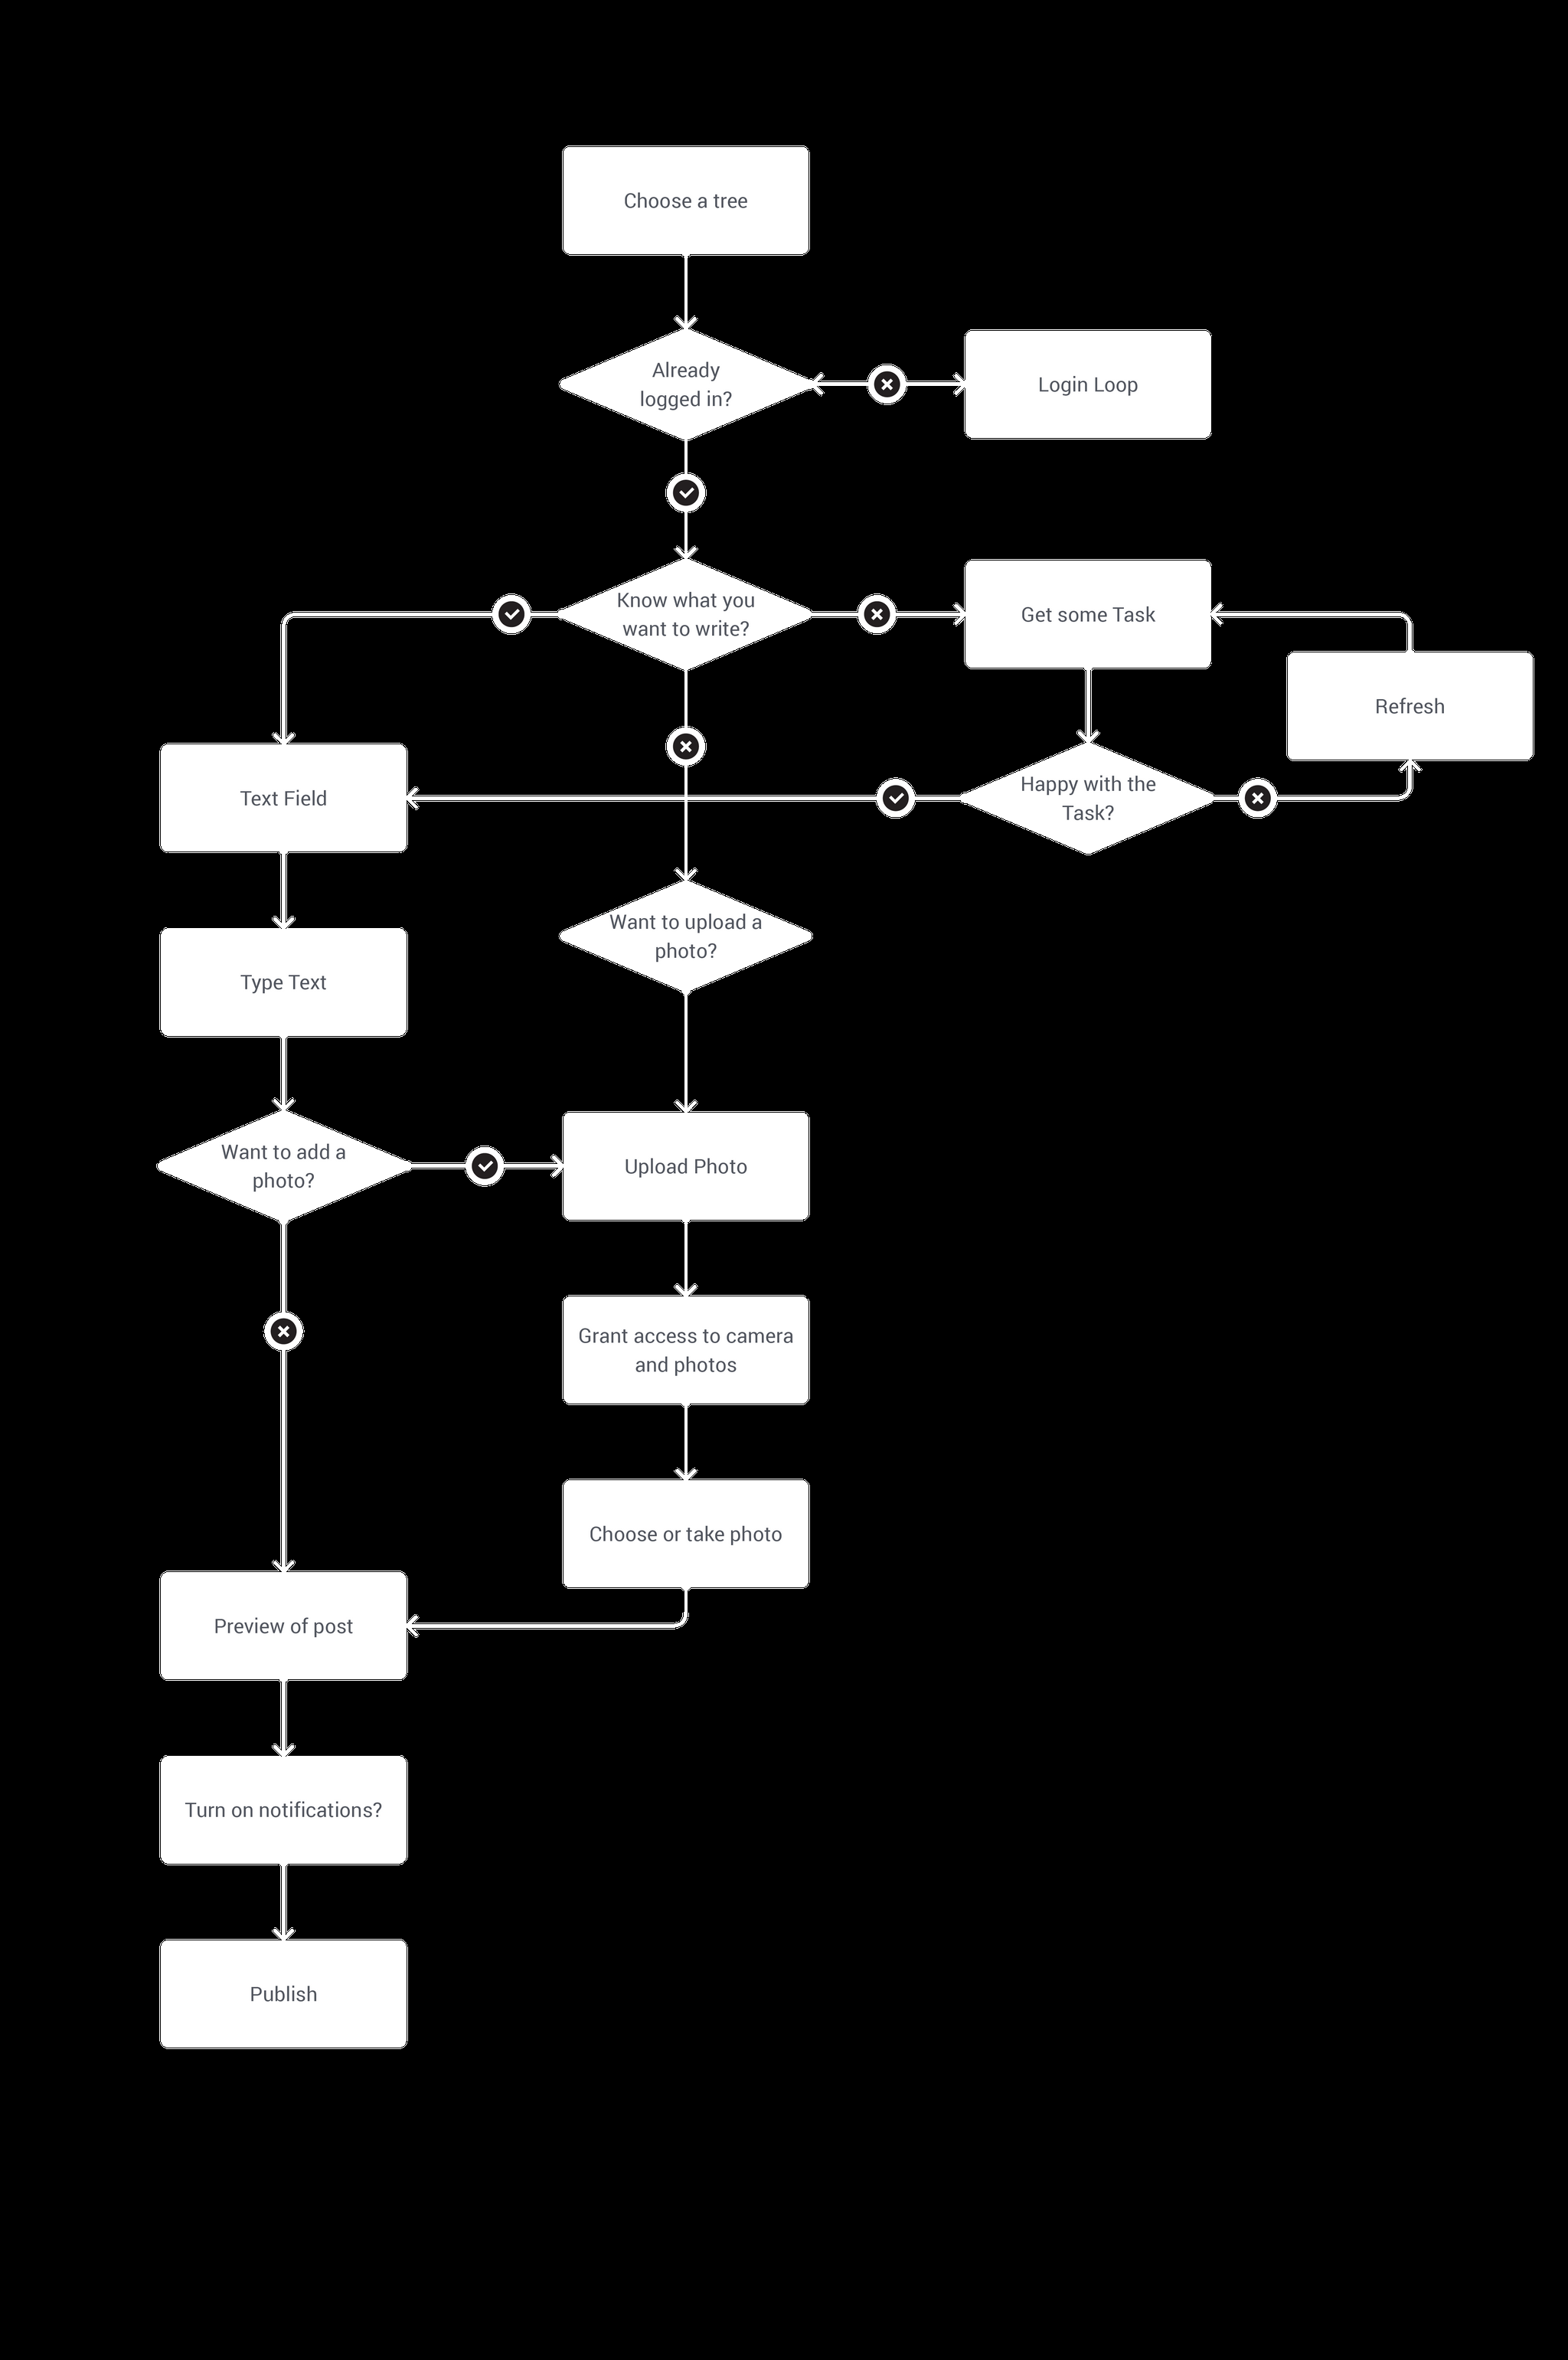 Choose a tree
Already
logged in?
Login Loop
Know what you
want to write?
Get some Task
Refresh
Text Field
Happy with the
Task?
Want to upload a
photo?
Type Text
Want to add a
photo?
Upload Photo
Grant access to camera
and photos
Choose or take photo
Preview of post
Turn on notifications?
Publish